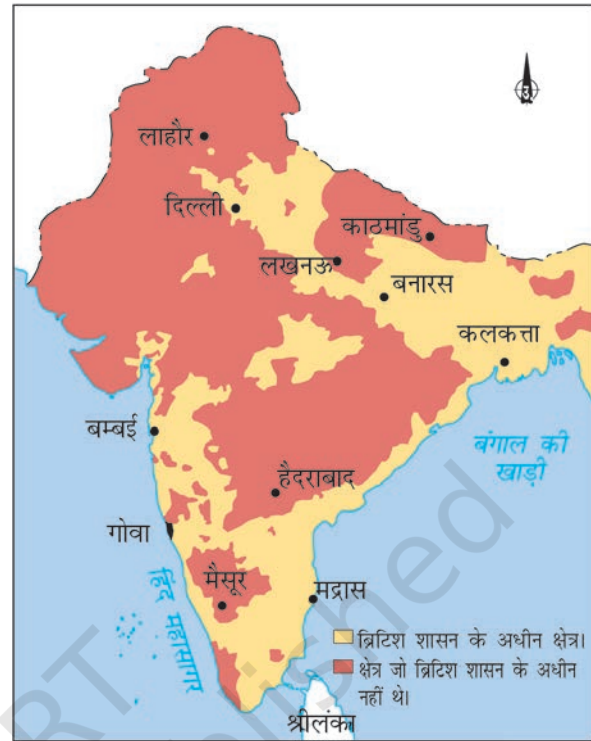 उ
लाहौर
दिल्ली
काठमांडु
लखनऊ
बनारस
कलकत्ता
बम्बई
बंगाल की
खाड़ी
हैदराबाद
गोवा
मैसूर
मद्रास
हिंद महासागर
ब्रिटिश शासन के अधीन क्षेत्र।
क्षेत्र जो ब्रिटिश शासन के अधीन
नहीं थे।
श्रीलंका